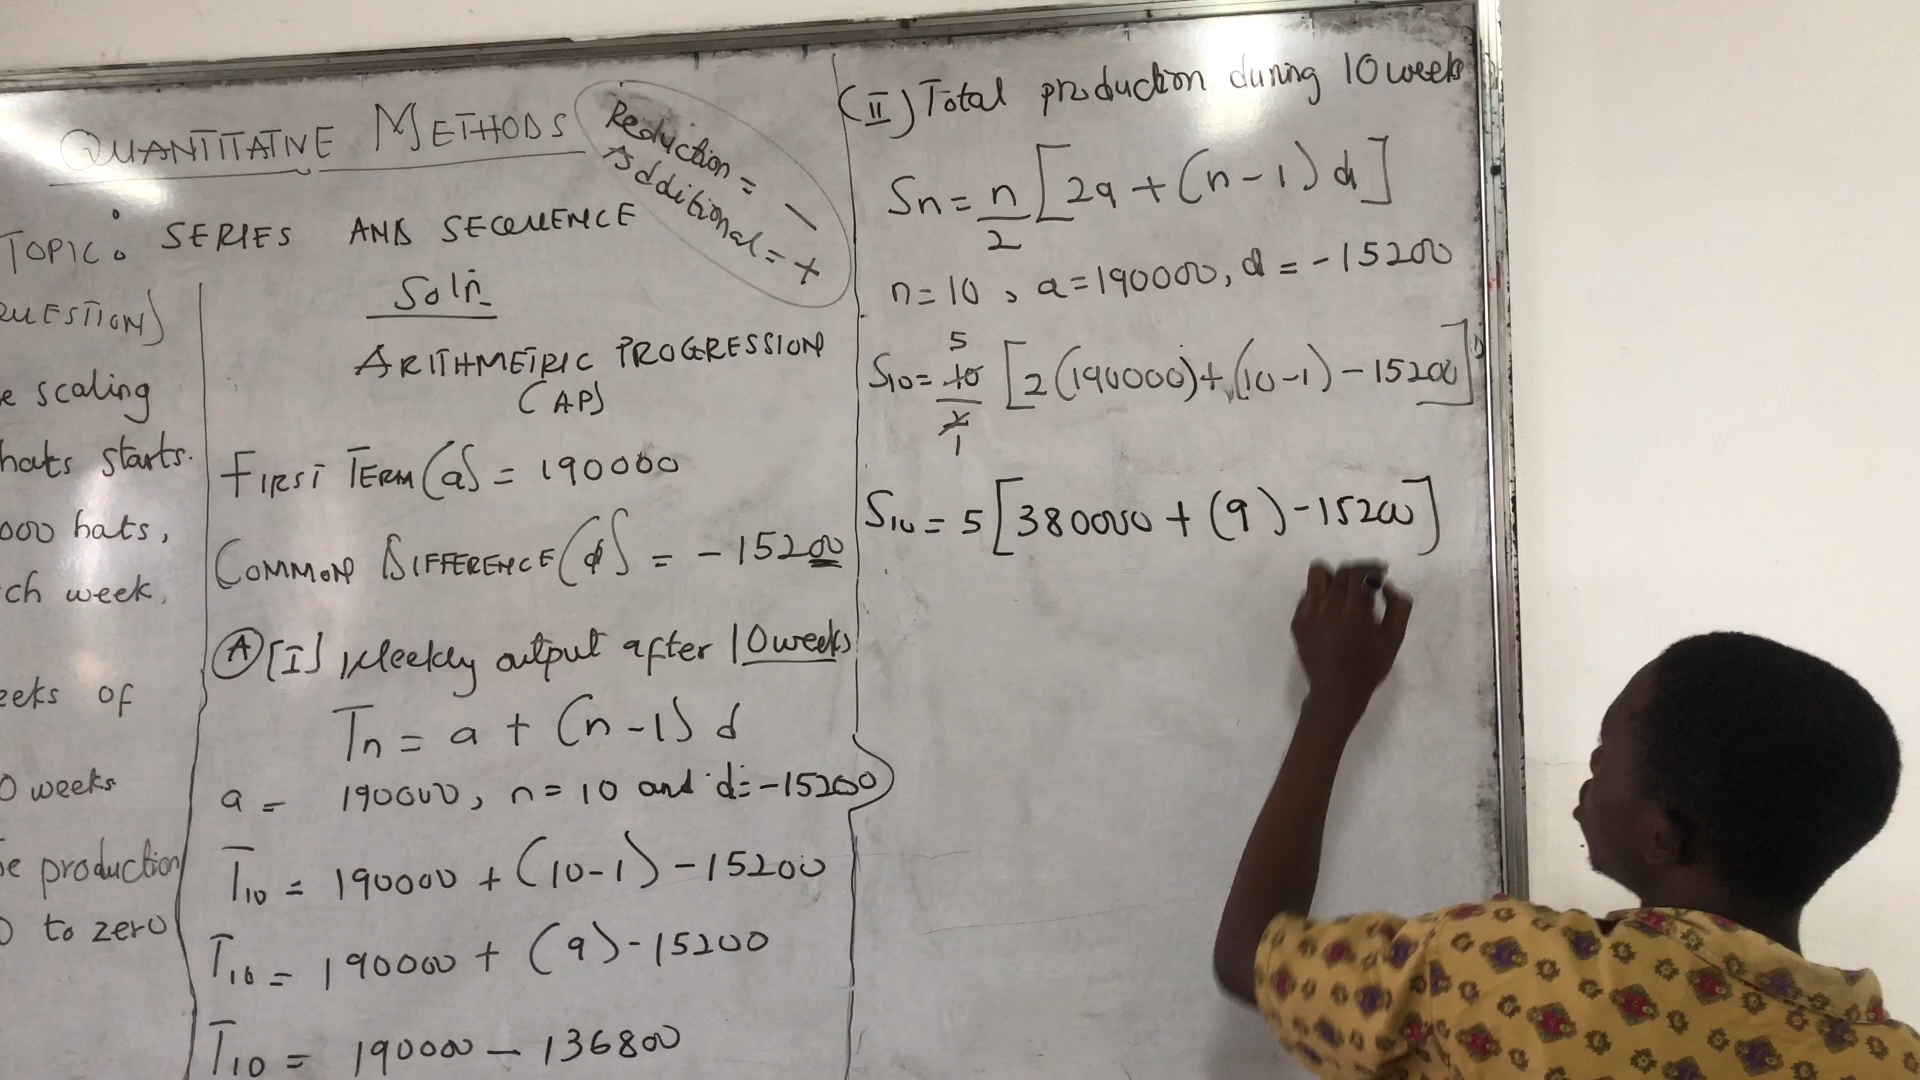 QUANTITATIVE METHODS
Reduction = -
Additional = +
TOPIC: SERIES AND SEQUENCE
QUESTION)
e scaling
hats starts.
000 hats,
ch week.
eeks of
0 weeks
e production
to zero
Soln
ARITHMETRIC PROGRESSION
(AP)
FIRST TERM (a) = 190000
COMMON DIFFERENCE (d) = -15200
(A) [I] Weekly output after 10 weeks
Tn = a + (n-1) d
a = 190000, n = 10 and d = -15200
T10 = 190000 + (10-1) -15200
T10 = 190000 + (9) -15200
T10 = 190000 - 136800
(II) Total production during 10 weeks
Sn = n/2 [2a + (n-1) d]
n = 10, a = 190000, d = -15200
5
S10 = 10/2 [2(190000) + (10-1) -15200]
1
S10 = 5 [380000 + (9) -15200]